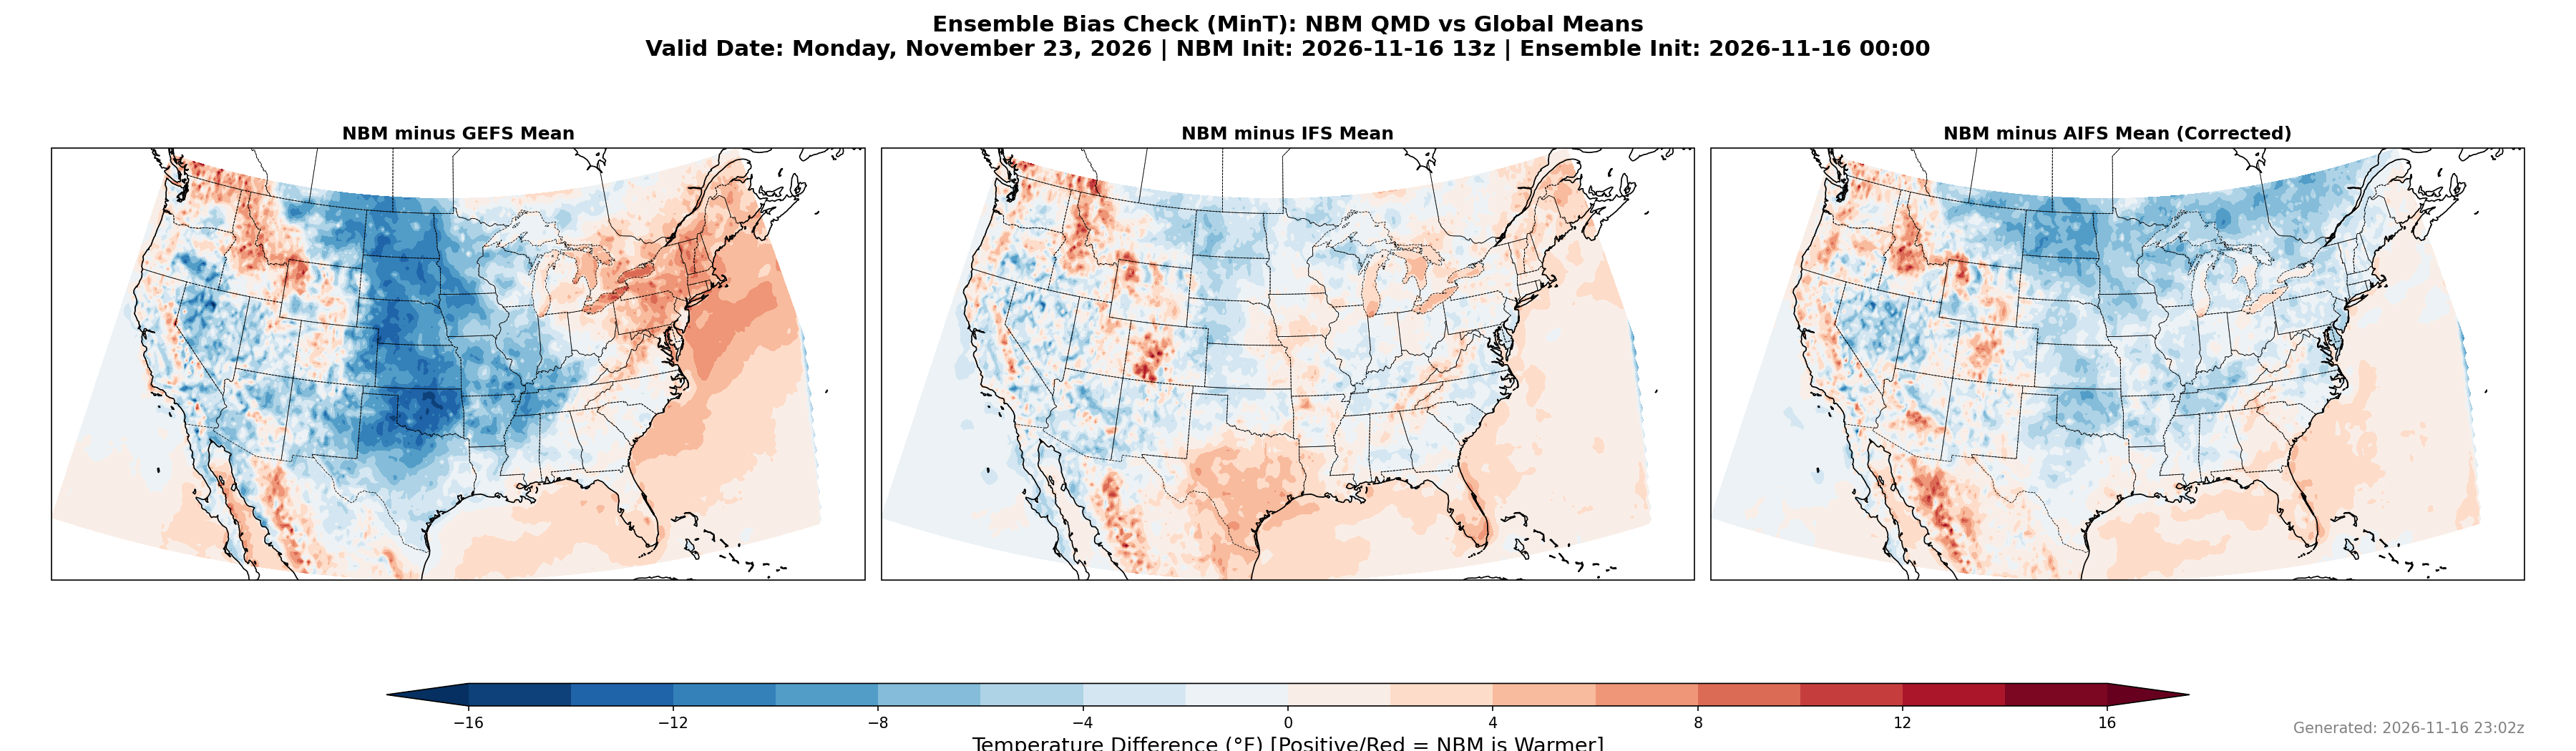 Ensemble Bias Check (MinT): NBM QMD vs Global Means
Valid Date: Monday, November 23, 2026 | NBM Init: 2026-11-16 13z | Ensemble Init: 2026-11-16 00:00
NBM minus GEFS Mean
NBM minus IFS Mean
NBM minus AIFS Mean (Corrected)
−16 −12 −8 −4 0 4 8 12 16
Temperature Difference (°F) [Positive/Red = NBM is Warmer]
Generated: 2026-11-16 23:02z